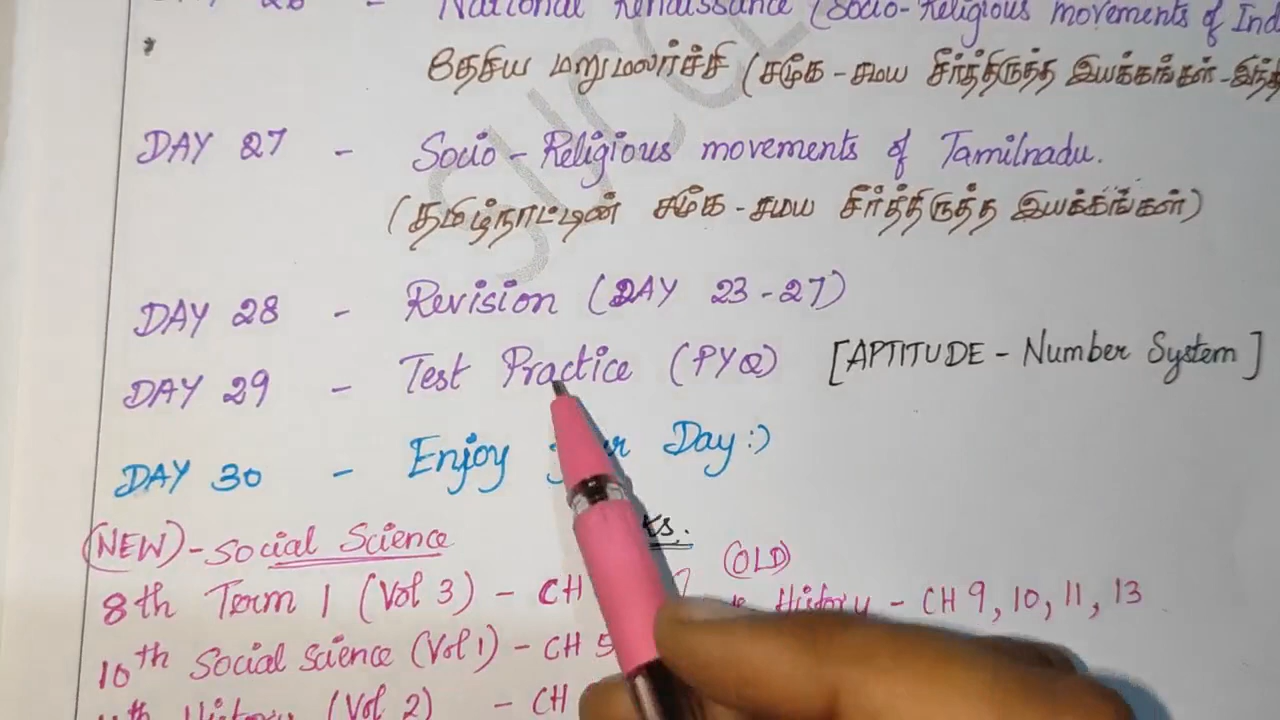 National Renaissance (Socio-Religious movements of Ind
தேசிய மறுமலர்ச்சி (சமூக - சமய சீர்த்திருத்த இயக்கங்கள் - இந்தி
DAY 27 - Socio-Religious movements of Tamilnadu.
(தமிழ்நாட்டின் சமூக - சமய சீர்த்திருத்த இயக்கங்கள்)
DAY 28 - Revision (DAY 23-27)
DAY 29 - Test Practice (PYQ) [APTITUDE - Number System]
DAY 30 - Enjoy Day :)
(NEW) - Social Science
(OLD)
8th Term 1 (Vol 3) - CH History - CH 9, 10, 11, 13
10th Social Science (Vol 1) - CH 5
History (Vol 2) - CH